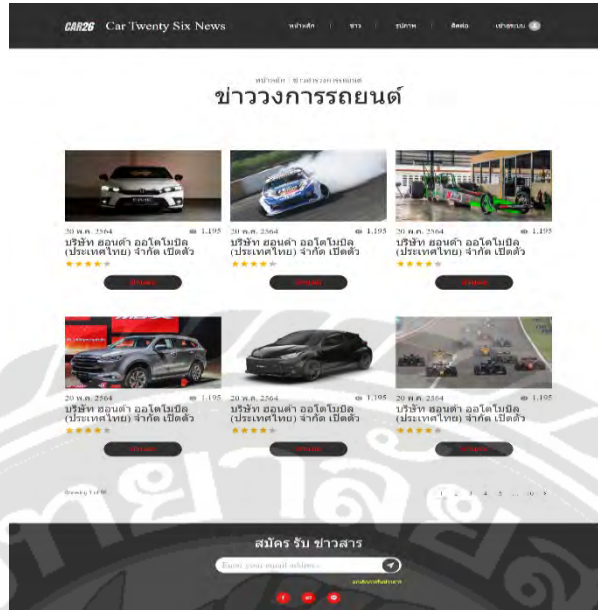 CAR26 Car Twenty Six News
หน้าหลัก ข่าว รูปภาพ ติดต่อ เข้าสู่ระบบ
หน้าหลัก
ข่าววงการรถยนต์
20 พ.ค. 2564 1,195
บริษัท ฮอนด้า ออโตโมบิล
(ประเทศไทย) จำกัด เปิดตัว
20 พ.ค. 2564 1,195
บริษัท ฮอนด้า ออโตโมบิล
(ประเทศไทย) จำกัด เปิดตัว
20 พ.ค. 2564 1,195
บริษัท ฮอนด้า ออโตโมบิล
(ประเทศไทย) จำกัด เปิดตัว
20 พ.ค. 2564 1,195
บริษัท ฮอนด้า ออโตโมบิล
(ประเทศไทย) จำกัด เปิดตัว
20 พ.ค. 2564 1,195
บริษัท ฮอนด้า ออโตโมบิล
(ประเทศไทย) จำกัด เปิดตัว
20 พ.ค. 2564 1,195
บริษัท ฮอนด้า ออโตโมบิล
(ประเทศไทย) จำกัด เปิดตัว
1 2 3 4 5 ... 10
สมัคร รับ ข่าวสาร
Enter your email address